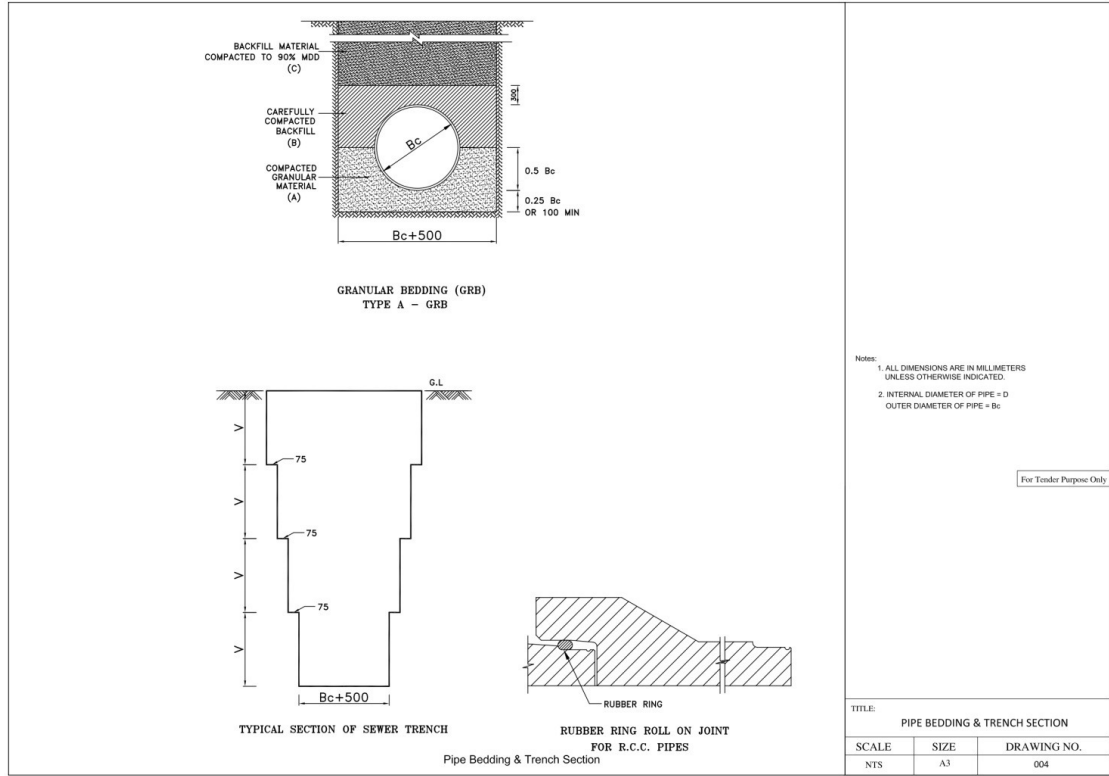 BACKFILL MATERIAL
COMPACTED TO 90% MDD
(C)
300
CAREFULLY
COMPACTED
BACKFILL
(B)
Bc
COMPACTED
GRANULAR
MATERIAL
(A)
0.5 Bc
0.25 Bc
OR 100 MIN
Bc+500
GRANULAR BEDDING (GRB)
TYPE A – GRB
G.L
V
75
V
75
V
75
V
Bc+500
TYPICAL SECTION OF SEWER TRENCH
RUBBER RING
RUBBER RING ROLL ON JOINT
FOR R.C.C. PIPES
Pipe Bedding & Trench Section
Notes:
1. ALL DIMENSIONS ARE IN MILLIMETERS
UNLESS OTHERWISE INDICATED.
2. INTERNAL DIAMETER OF PIPE = D
OUTER DIAMETER OF PIPE = Bc
For Tender Purpose Only
TITLE:
PIPE BEDDING & TRENCH SECTION
SCALE SIZE DRAWING NO.
NTS A3 004